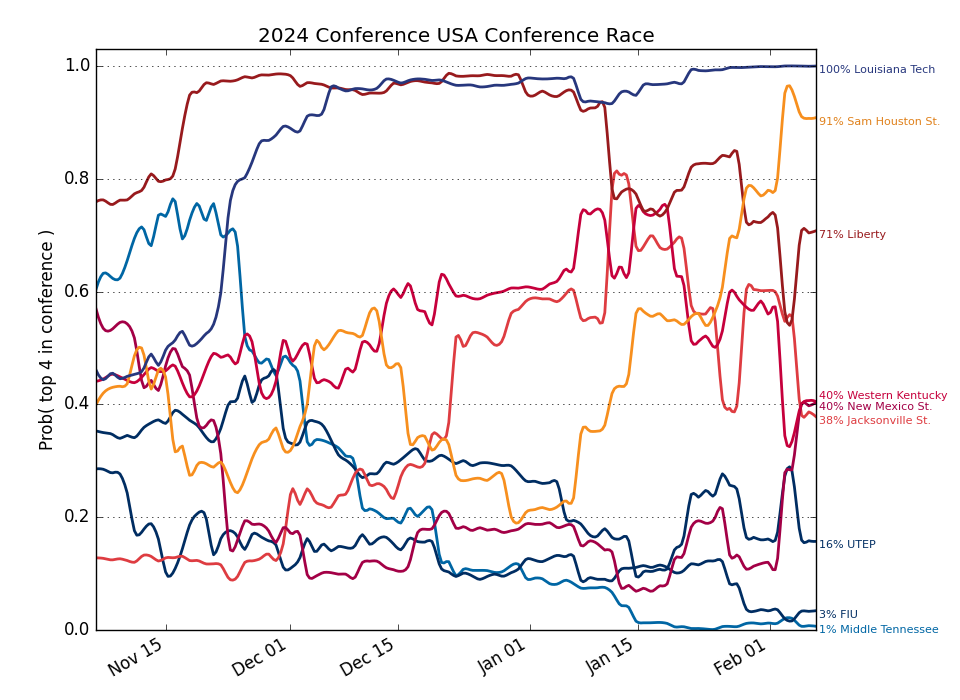 2024 Conference USA Conference Race
Prob( top 4 in conference )
1.0
0.8
0.6
0.4
0.2
0.0
Nov 15
Dec 01
Dec 15
Jan 01
Jan 15
Feb 01
100% Louisiana Tech
91% Sam Houston St.
71% Liberty
40% Western Kentucky
40% New Mexico St.
38% Jacksonville St.
16% UTEP
3% FIU
1% Middle Tennessee